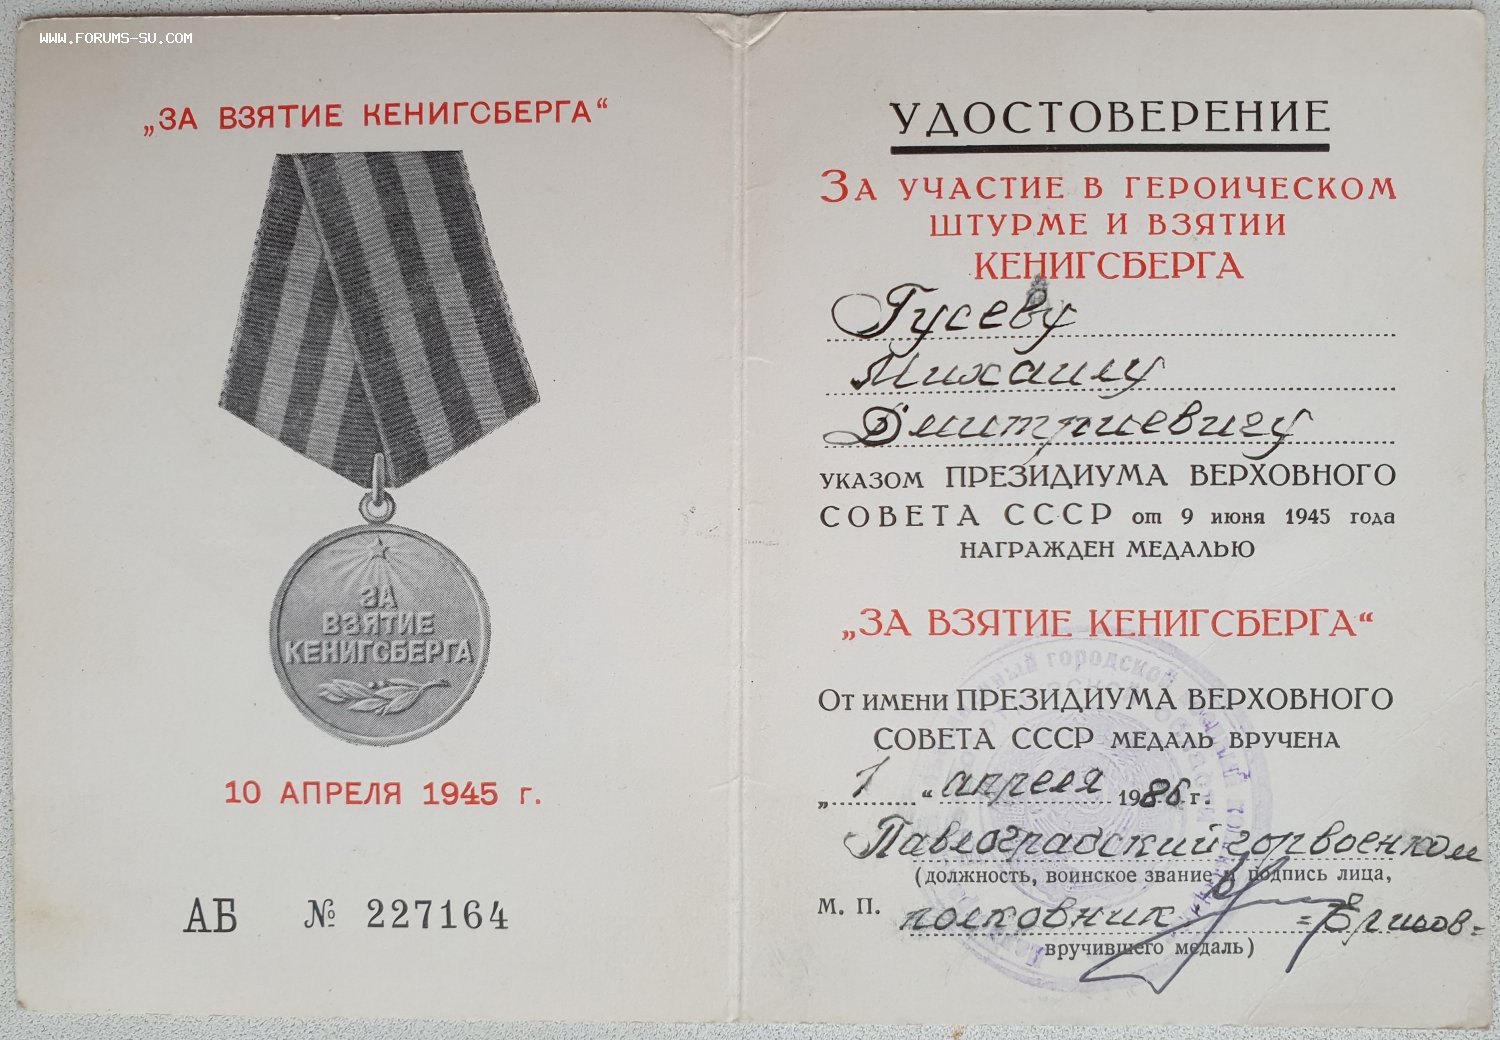 WWW.FORUMS-SU.COM
„ЗА ВЗЯТИЕ КЕНИГСБЕРГА“
ЗА
ВЗЯТИЕ
КЕНИГСБЕРГА
10 АПРЕЛЯ 1945 г.
АБ № 227164
УДОСТОВЕРЕНИЕ
ЗА УЧАСТИЕ В ГЕРОИЧЕСКОМ
ШТУРМЕ И ВЗЯТИИ
КЕНИГСБЕРГА
Гусеву
Михаилу
Дмитриевичу
УКАЗОМ ПРЕЗИДИУМА ВЕРХОВНОГО
СОВЕТА СССР от 9 июня 1945 года
НАГРАЖДЕН МЕДАЛЬЮ
„ЗА ВЗЯТИЕ КЕНИГСБЕРГА“
ОТ ИМЕНИ ПРЕЗИДИУМА ВЕРХОВНОГО
СОВЕТА СССР МЕДАЛЬ ВРУЧЕНА
„1“ апреля 1986 г.
Павлоградский горвоенком
(должность, воинское звание и подпись лица,
М. П. полковник
вручившего медаль)
городской